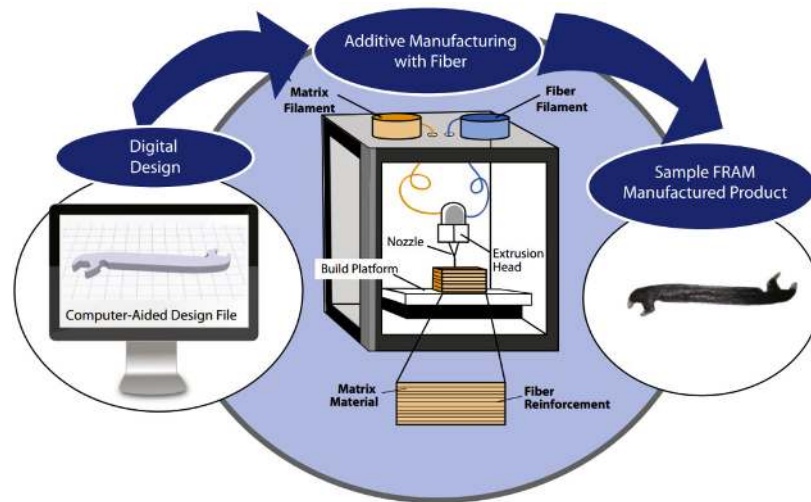 Additive Manufacturing
with Fiber
Matrix
Filament
Fiber
Filament
Digital
Design
Sample FRAM
Manufactured Product
Nozzle
Extrusion
Head
Build Platform
Computer-Aided Design File
Matrix
Material
Fiber
Reinforcement